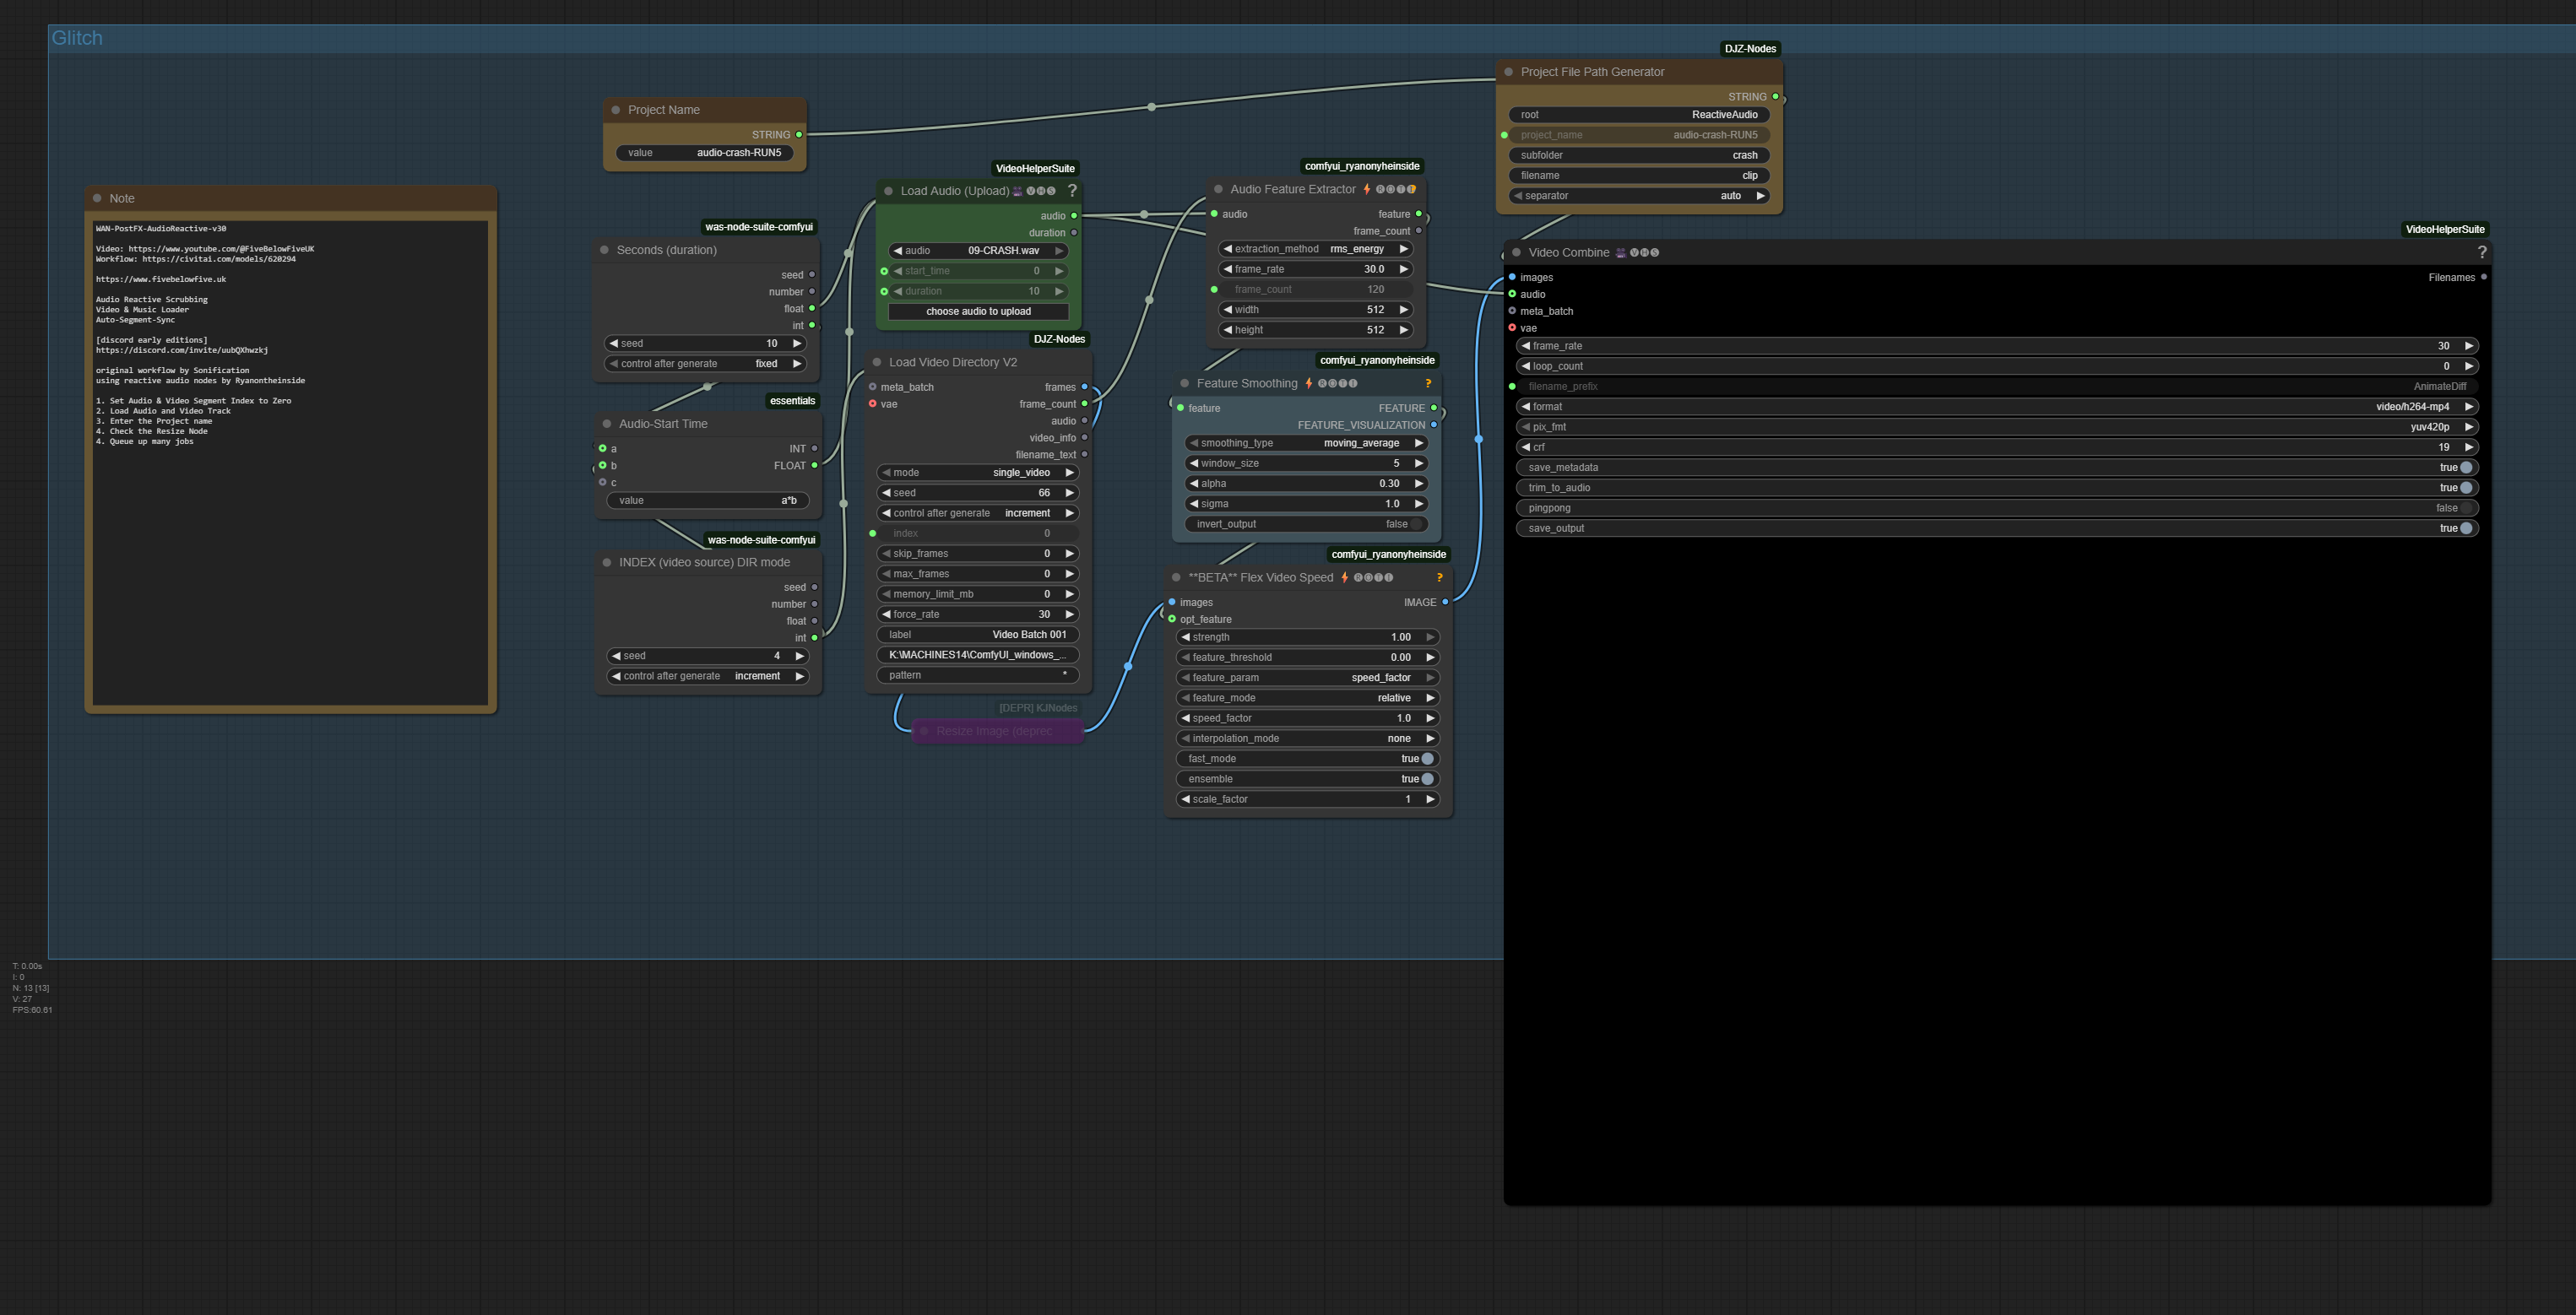 Glitch
Note
WAN-PostFX-AudioReactive-v30
Video: https://www.youtube.com/@FiveBelowFiveUK
Workflow: https://civitai.com/models/620294
https://www.fivebelowfive.uk
Audio Reactive Scrubbing
Video & Music Loader
Auto-Segment-Sync
[discord early editions]
https://discord.com/invite/uubQXhwzkj
original workflow by Sonification
using reactive audio nodes by Ryanontheinside
1. Set Audio & Video Segment Index to Zero
2. Load Audio and Video Track
3. Enter the Project name
4. Check the Resize Node
4. Queue up many jobs
Project Name
STRING
value audio-crash-RUN5
was-node-suite-comfyui
Seconds (duration)
seed
number
float
int
seed 10
control after generate fixed
essentials
Audio-Start Time
a INT
b FLOAT
c
value a*b
was-node-suite-comfyui
INDEX (video source) DIR mode
seed
number
float
int
seed 4
control after generate increment
VideoHelperSuite
Load Audio (Upload) VHS ?
audio
duration
audio 09-CRASH.wav
start_time 0
duration 10
choose audio to upload
DJZ-Nodes
Load Video Directory V2
meta_batch frames
vae frame_count
audio
video_info
filename_text
mode single_video
seed 66
control after generate increment
index 0
skip_frames 0
max_frames 0
memory_limit_mb 0
force_rate 30
label Video Batch 001
K:\MACHINES14\ComfyUI_windows_...
pattern *
[DEPR] KJNodes
Resize Image (deprec
comfyui_ryanonyheinside
Audio Feature Extractor
audio feature
frame_count
extraction_method rms_energy
frame_rate 30.0
frame_count 120
width 512
height 512
comfyui_ryanonyheinside
Feature Smoothing ?
feature FEATURE
FEATURE_VISUALIZATION
smoothing_type moving_average
window_size 5
alpha 0.30
sigma 1.0
invert_output false
comfyui_ryanonyheinside
**BETA** Flex Video Speed ?
images IMAGE
opt_feature
strength 1.00
feature_threshold 0.00
feature_param speed_factor
feature_mode relative
speed_factor 1.0
interpolation_mode none
fast_mode true
ensemble true
scale_factor 1
DJZ-Nodes
Project File Path Generator
STRING
root ReactiveAudio
project_name audio-crash-RUN5
subfolder crash
filename clip
separator auto
VideoHelperSuite
Video Combine VHS ?
images Filenames
audio
meta_batch
vae
frame_rate 30
loop_count 0
filename_prefix AnimateDiff
format video/h264-mp4
pix_fmt yuv420p
crf 19
save_metadata true
trim_to_audio true
pingpong false
save_output true
T: 0.00s
I: 0
N: 13 [13]
V: 27
FPS:60.61